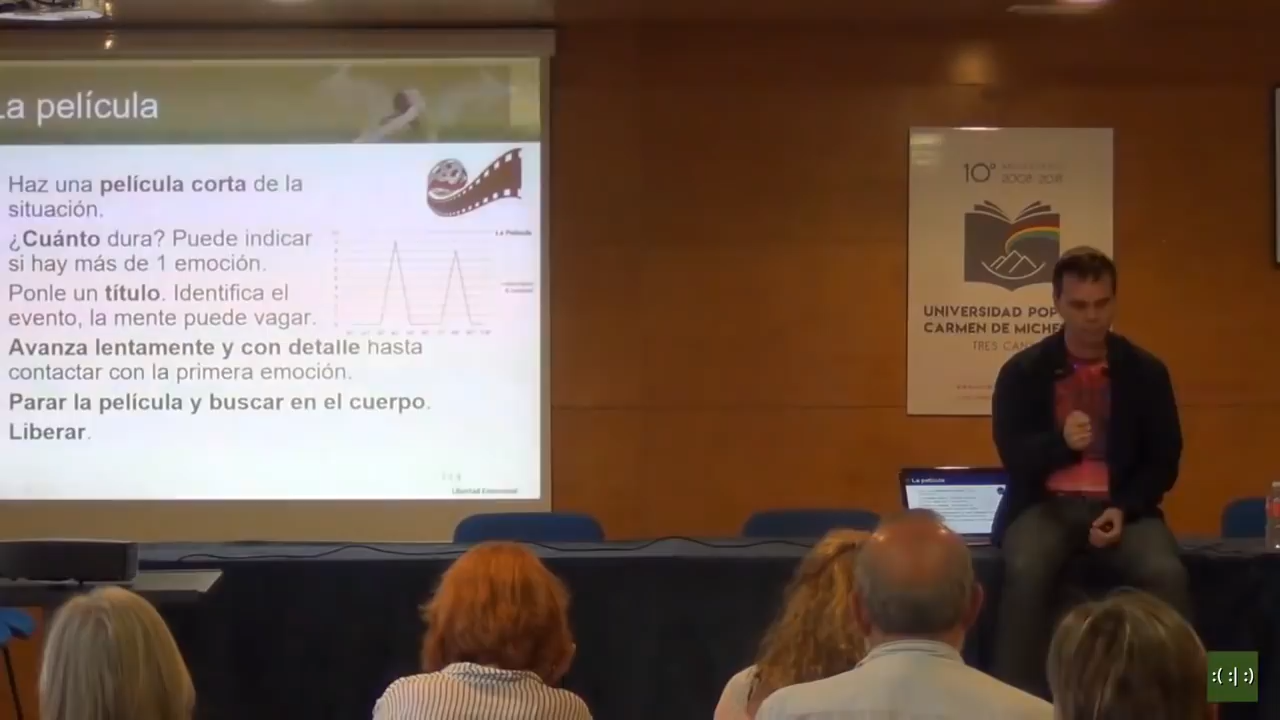 La película
Haz una película corta de la
situación.
¿Cuánto dura? Puede indicar
si hay más de 1 emoción.
Ponle un título. Identifica el
evento, la mente puede vagar.
Avanza lentamente y con detalle hasta
contactar con la primera emoción.
Parar la película y buscar en el cuerpo.
Liberar.
La Película
Libertad Emocional
10º
2008-2018
UNIVERSIDAD POP
CARMEN DE MICHE
TRES CAN
La película
:( :| :)